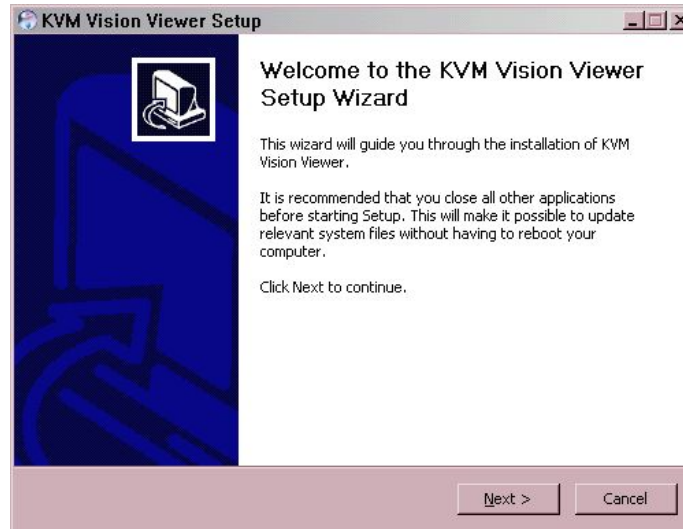 KVM Vision Viewer Setup
Welcome to the KVM Vision Viewer
Setup Wizard
This wizard will guide you through the installation of KVM
Vision Viewer.
It is recommended that you close all other applications
before starting Setup. This will make it possible to update
relevant system files without having to reboot your
computer.
Click Next to continue.
Next >
Cancel